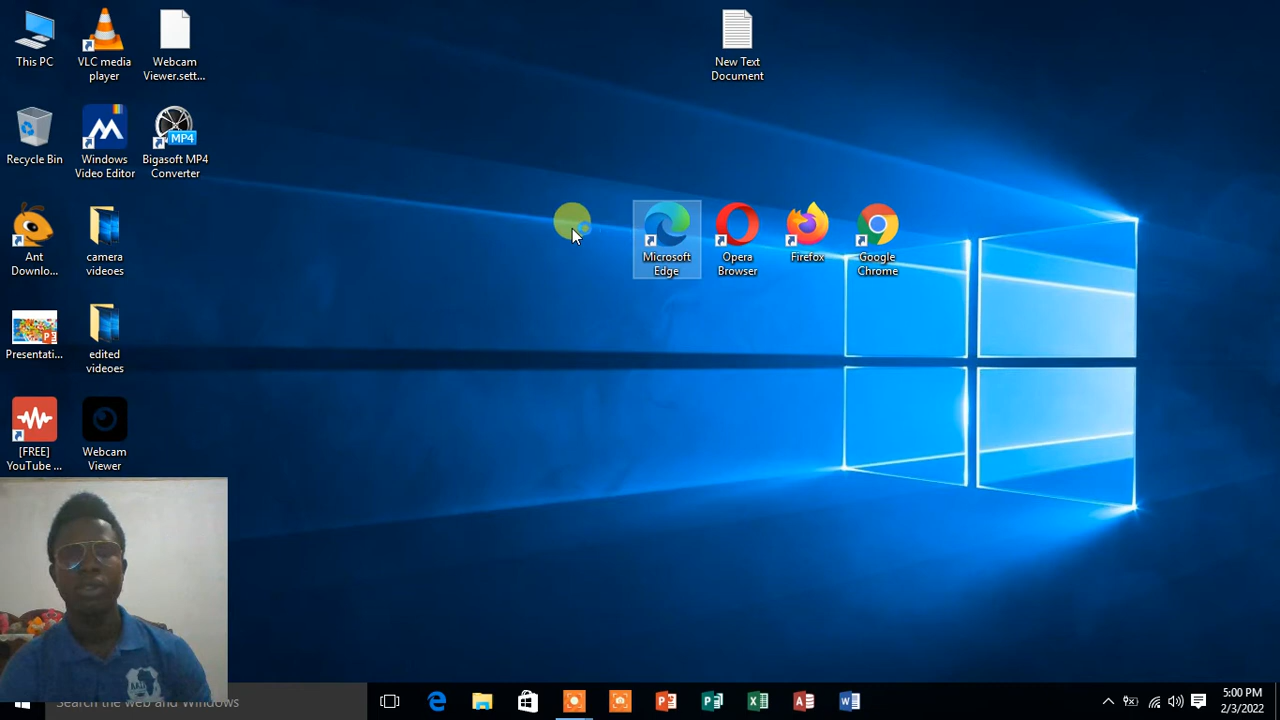 This PC
VLC media
player
Webcam
Viewer.sett...
New Text
Document
Recycle Bin
Windows
Video Editor
MP4
Bigasoft MP4
Converter
Ant
Downlo...
camera
videoes
Microsoft
Edge
Opera
Browser
Firefox
Google
Chrome
Presentati...
edited
videoes
[FREE]
YouTube ...
Webcam
Viewer
Search the web and Windows
5:00 PM
2/3/2022